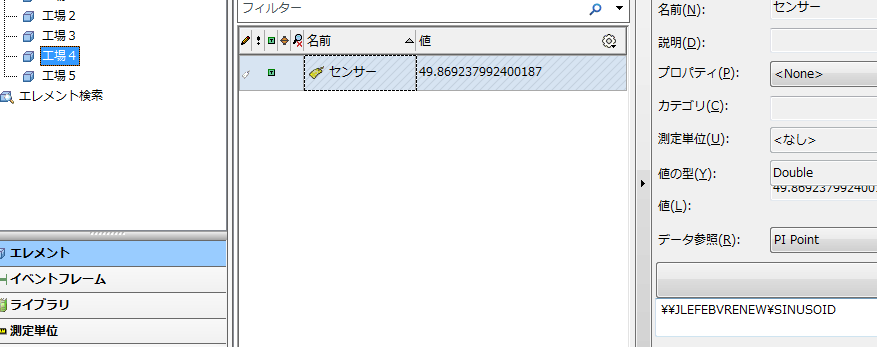 工場２
工場３
工場４
工場５
エレメント検索
エレメント
イベントフレーム
ライブラリ
測定単位
フィルター
名前
値
センサー
49.869237992400187
名前(N):
センサー
説明(D):
プロパティ(P):
<None>
カテゴリ(C):
測定単位(U):
<なし>
値の型(Y):
Double
値(L):
データ参照(R):
PI Point
¥¥JLEFEBVRENEW¥SINUSOID